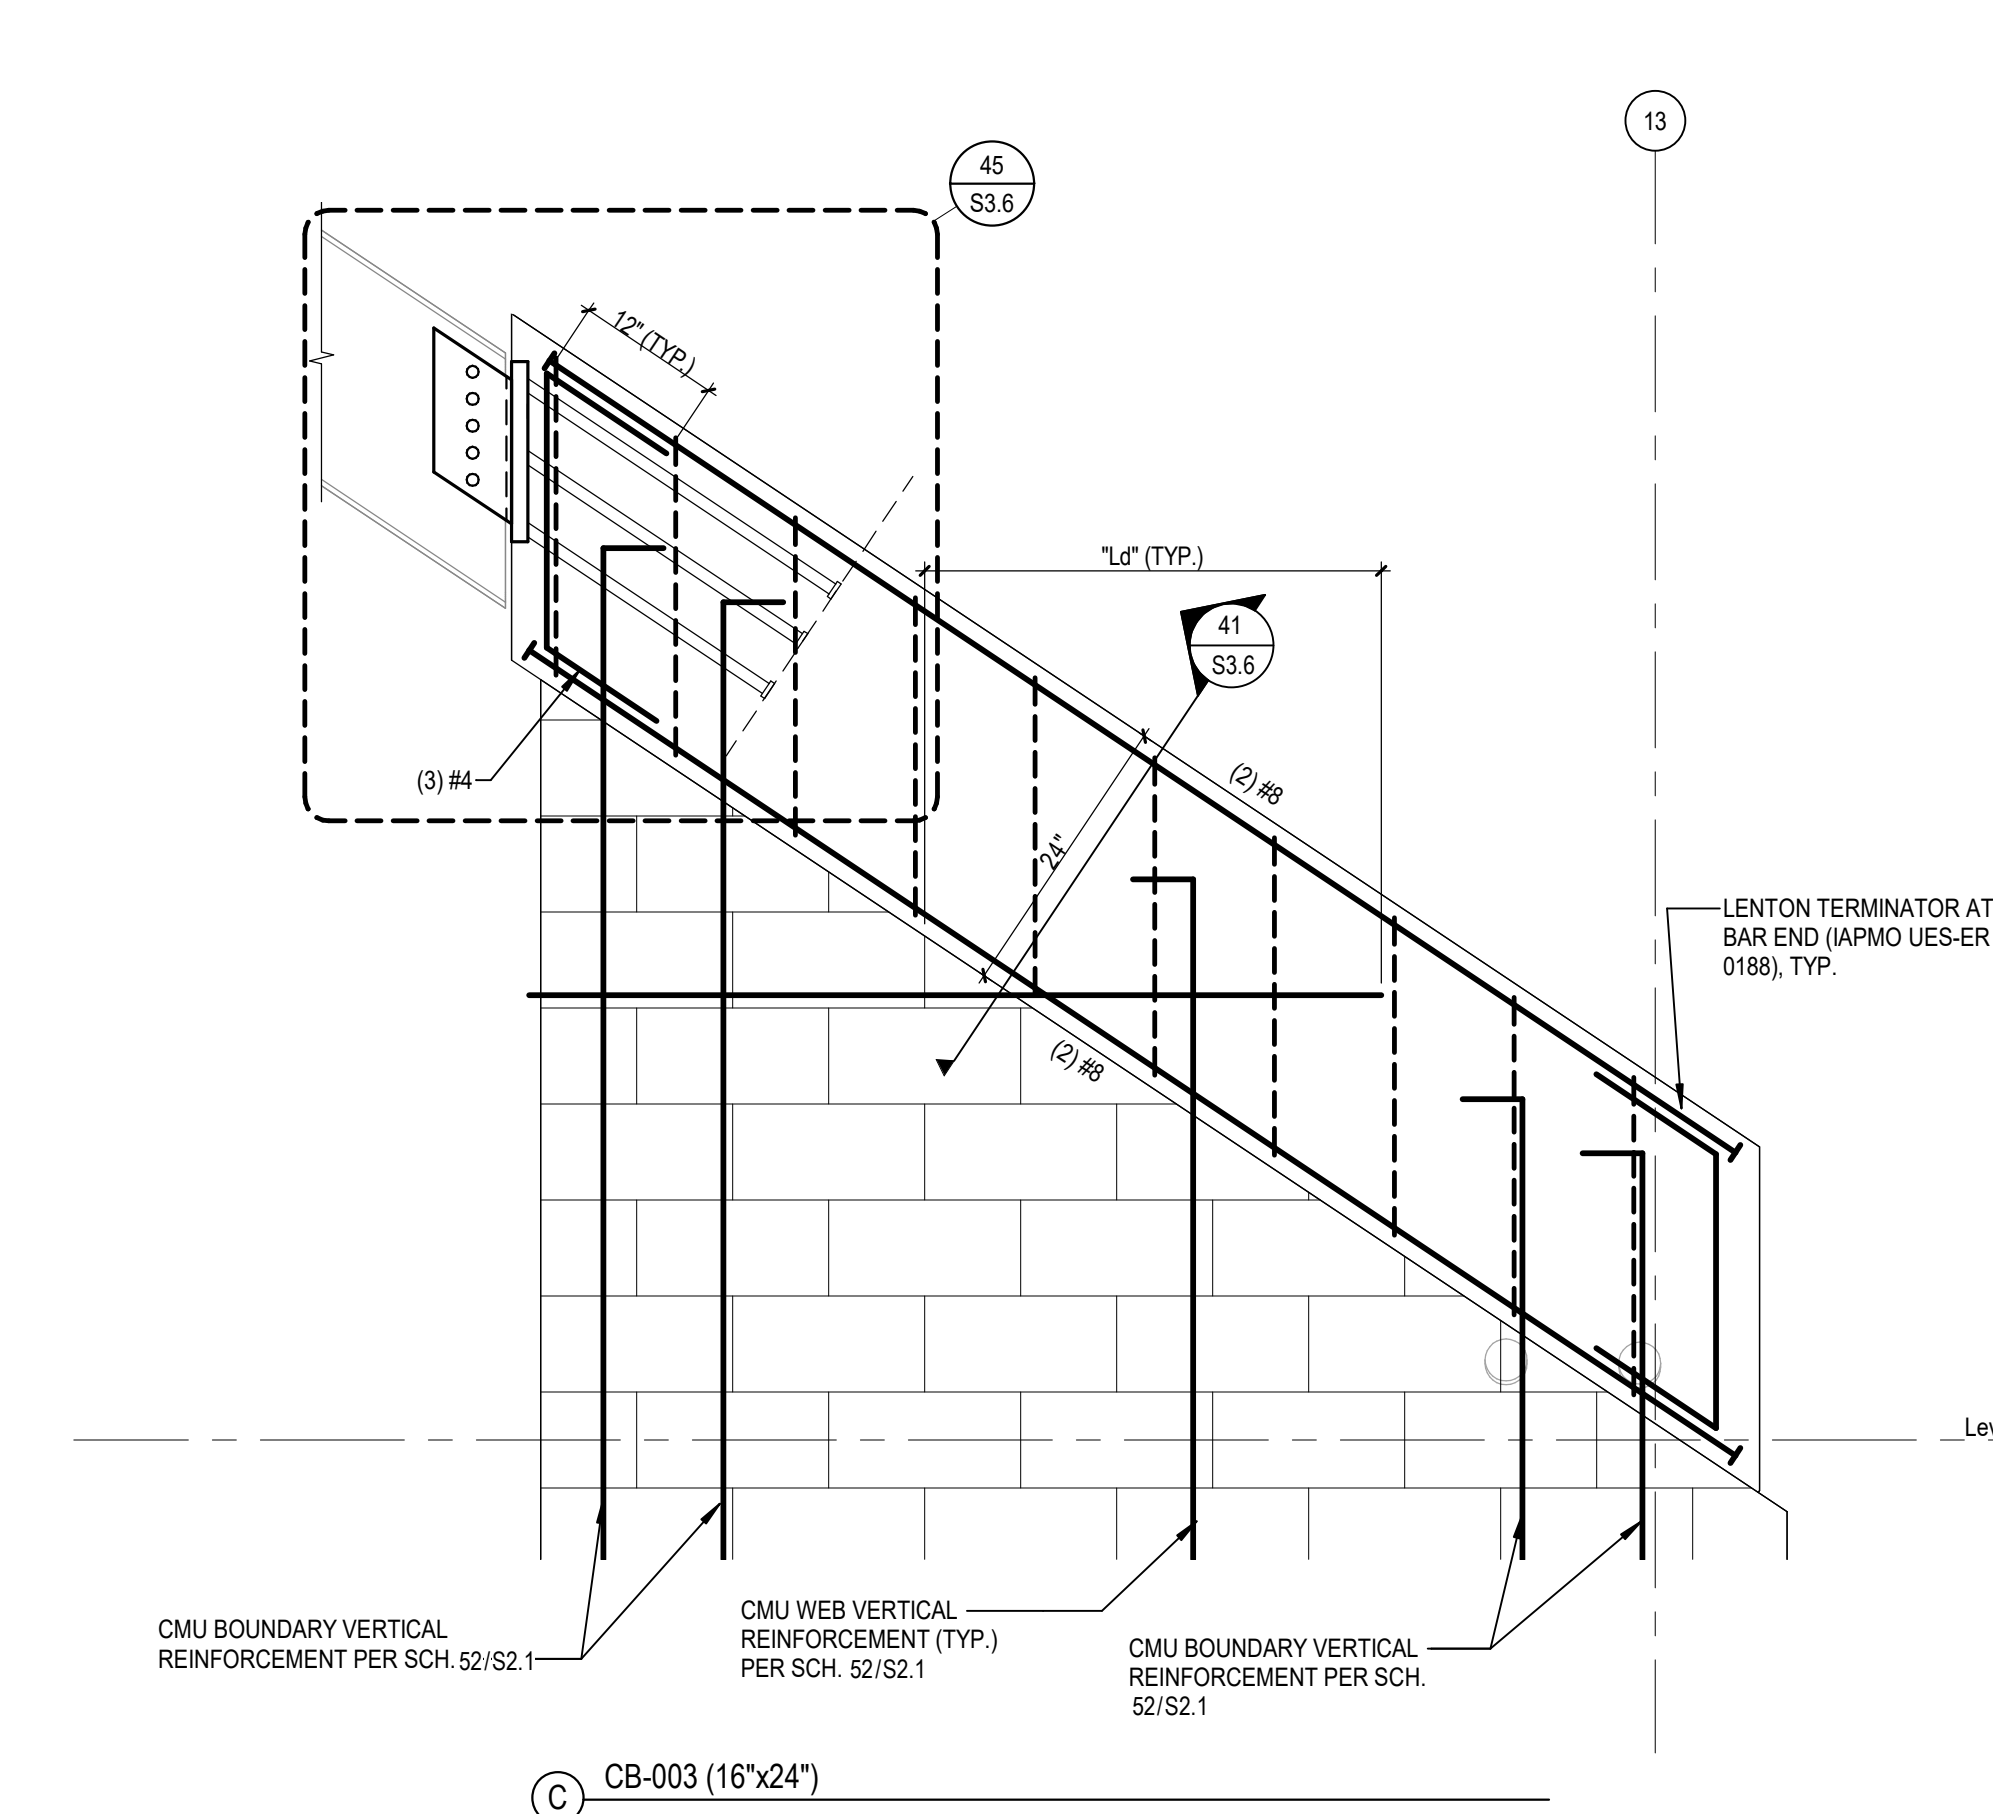 13
45
S3.6
12" (TYP.)
"Ld" (TYP.)
41
S3.6
(3) #4
(2) #8
24"
LENTON TERMINATOR AT
BAR END (IAPMO UES-ER
0188), TYP.
(2) #8
Lev
CMU BOUNDARY VERTICAL
REINFORCEMENT PER SCH. 52/S2.1
CMU WEB VERTICAL
REINFORCEMENT (TYP.)
PER SCH. 52/S2.1
CMU BOUNDARY VERTICAL
REINFORCEMENT PER SCH.
52/S2.1
C
CB-003 (16"x24")